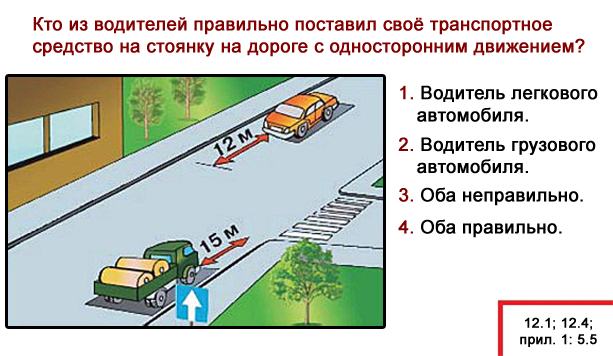 Кто из водителей правильно поставил своё транспортное
средство на стоянку на дороге с односторонним движением?
12 м
15 м
1. Водитель легкового
автомобиля.
2. Водитель грузового
автомобиля.
3. Оба неправильно.
4. Оба правильно.
12.1; 12.4;
прил. 1: 5.5